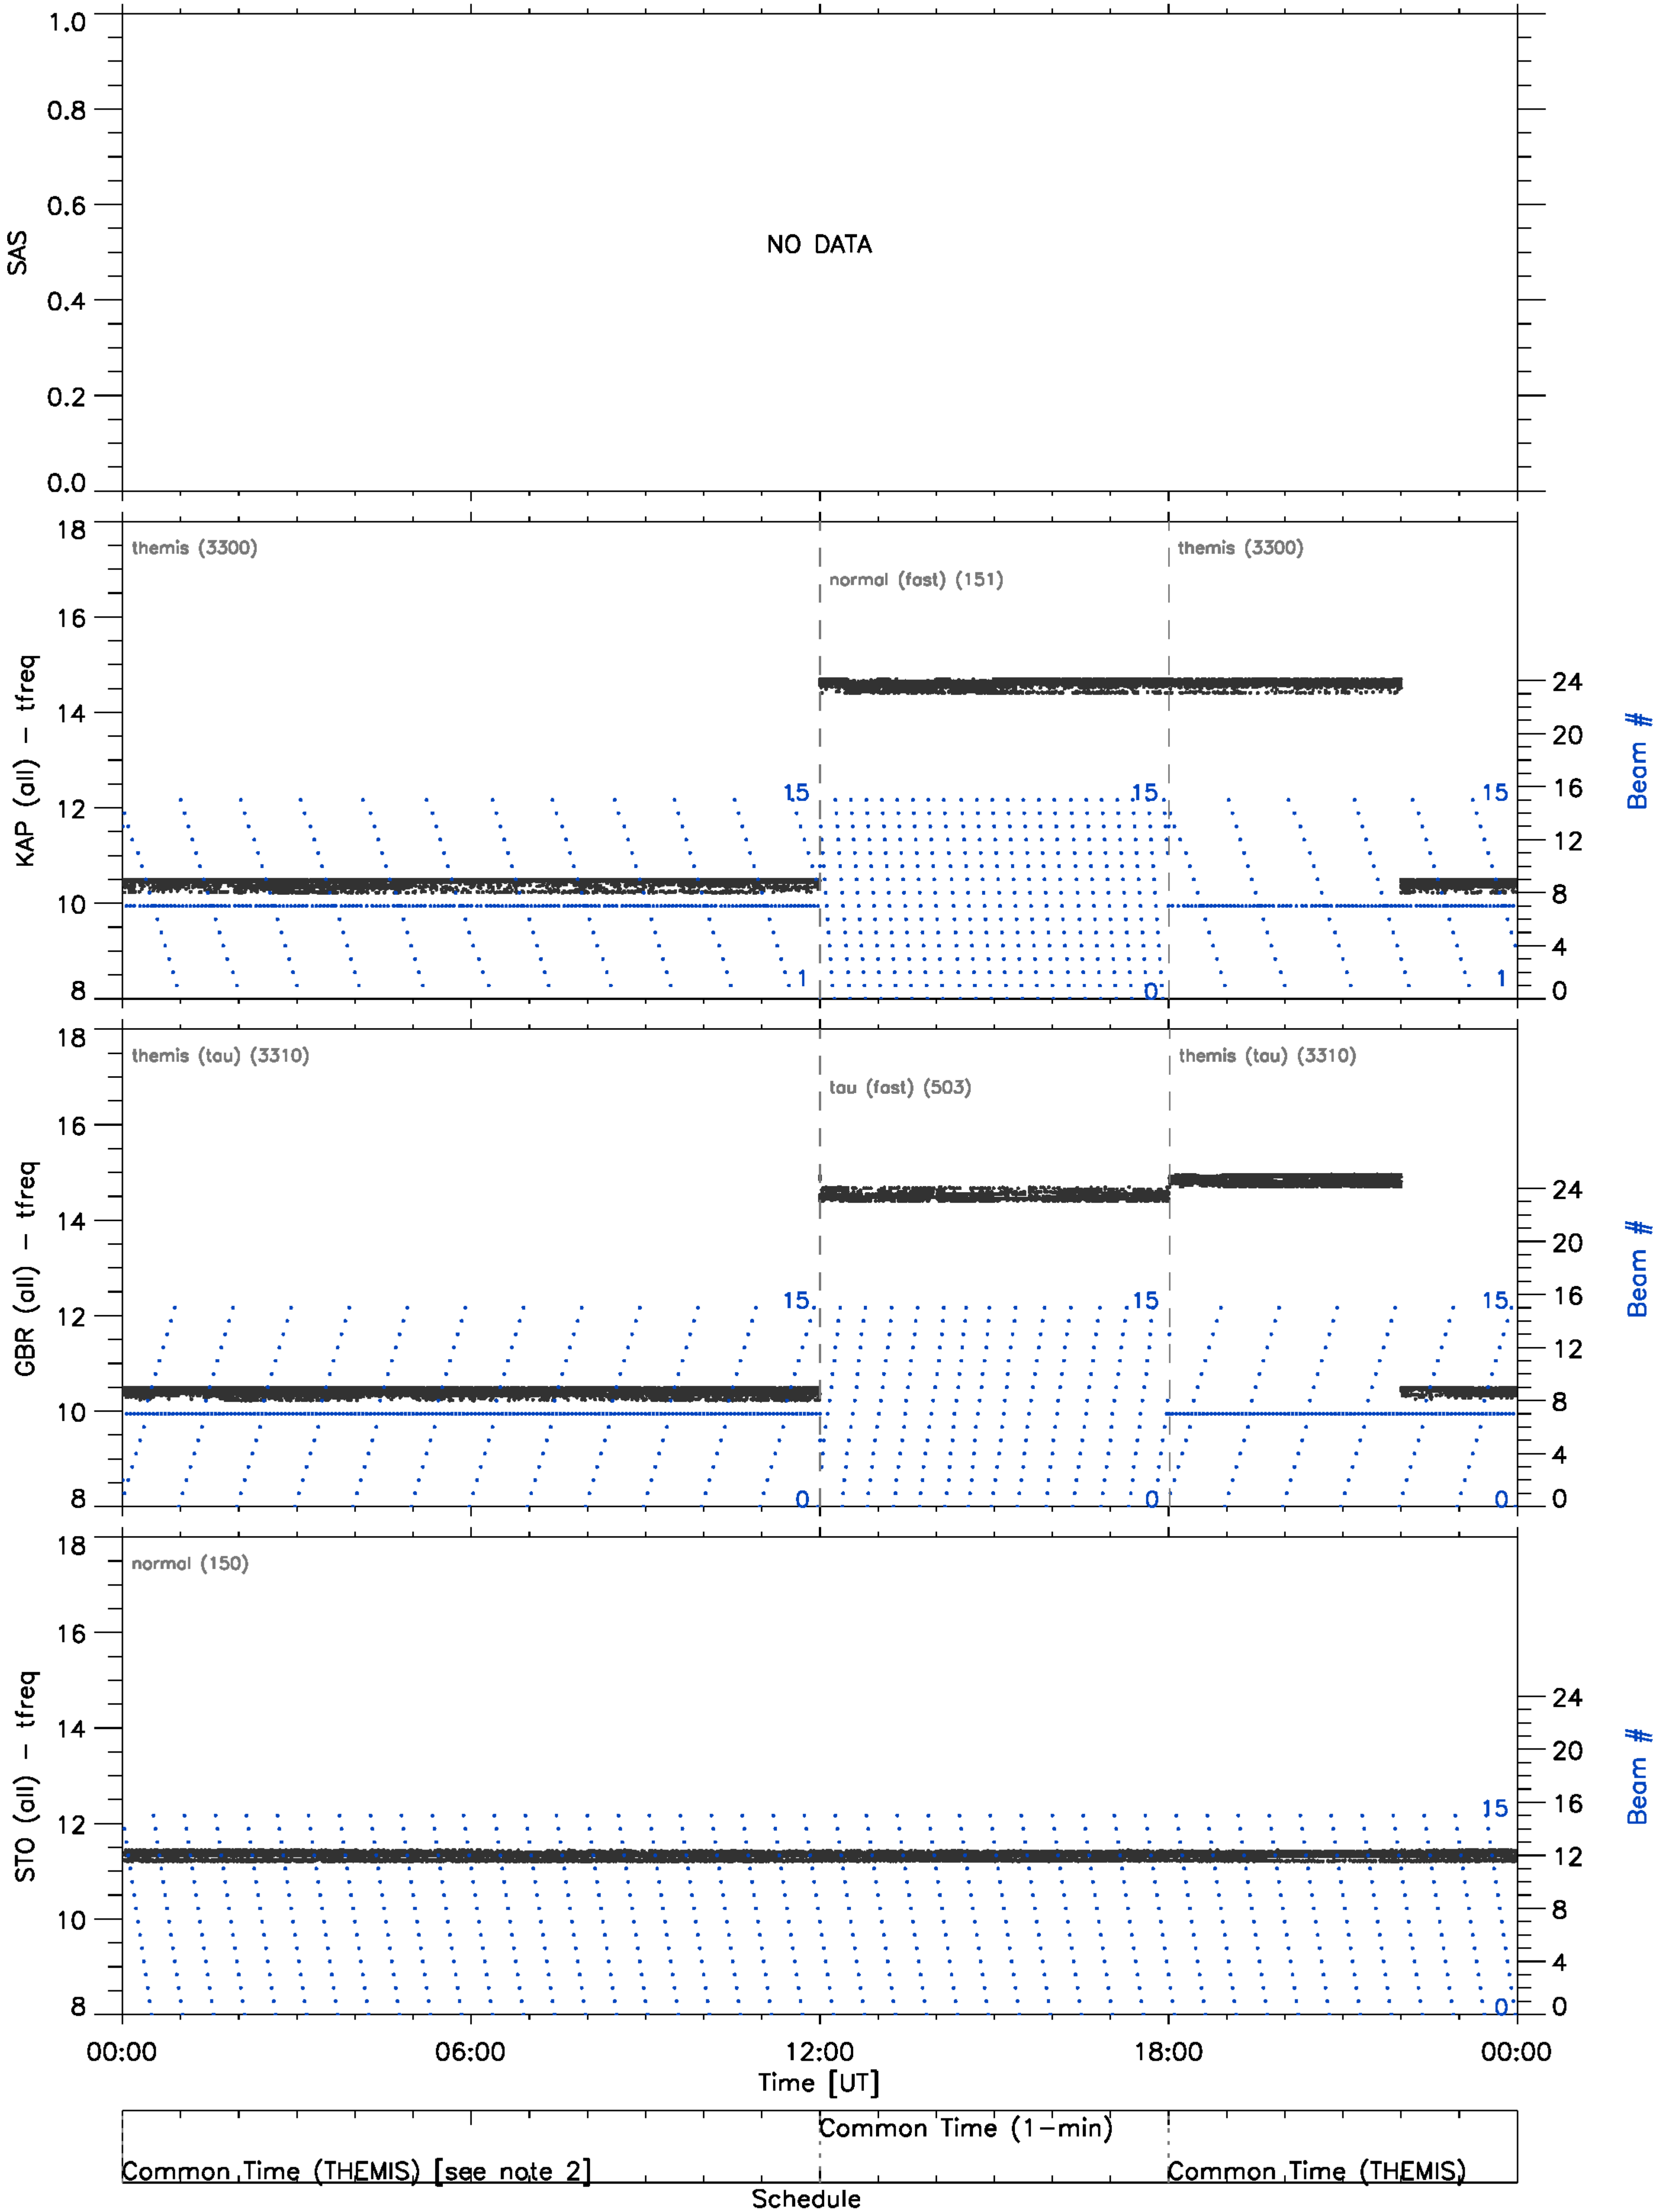 1.0
0.8
0.6
0.4
0.2
0.0
SAS
NO DATA
18
16
14
12
10
8
KAP (all) − tfreq
themis (3300)
normal (fast) (151)
themis (3300)
15
15
15
1
0
1
24
20
16
12
8
4
0
Beam #
18
16
14
12
10
8
GBR (all) − tfreq
themis (tau) (3310)
tau (fast) (503)
themis (tau) (3310)
15
15
15
0
0
0
24
20
16
12
8
4
0
Beam #
18
16
14
12
10
8
STO (all) − tfreq
normal (150)
15
0
24
20
16
12
8
4
0
Beam #
00:00 06:00 12:00 18:00 00:00
Time [UT]
Common Time (1−min)
Common Time (THEMIS) [see note 2]
Common Time (THEMIS)
Schedule